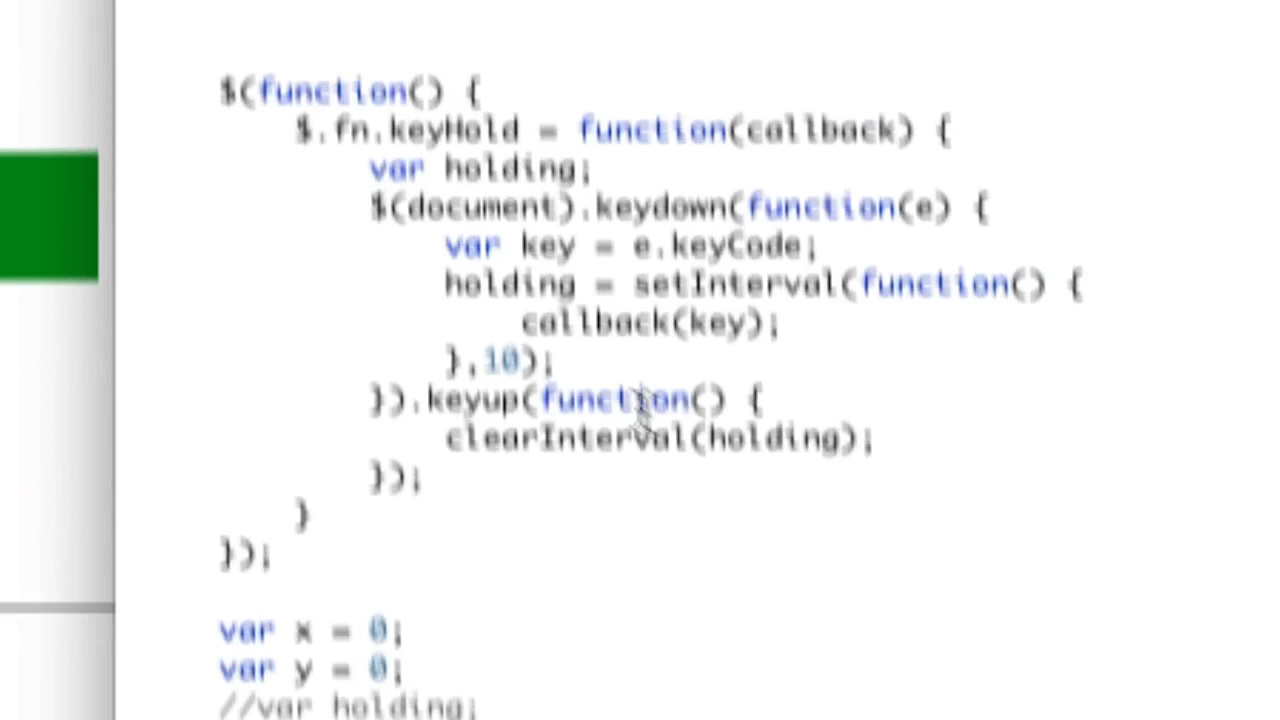 $(function() {
    $.fn.keyHold = function(callback) {
        var holding;
        $(document).keydown(function(e) {
            var key = e.keyCode;
            holding = setInterval(function() {
                callback(key);
            },10);
        }).keyup(function() {
            clearInterval(holding);
        });
    }
});
var x = 0;
var y = 0;
//var holding;